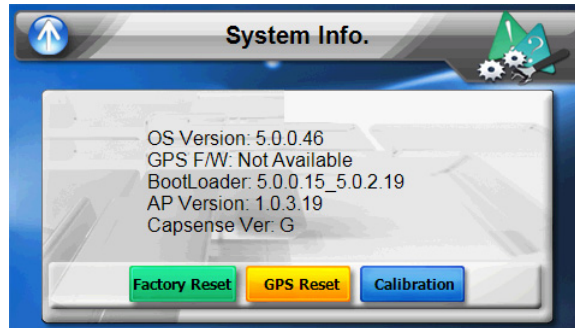 System Info.
OS Version: 5.0.0.46
GPS F/W: Not Available
BootLoader: 5.0.0.15_5.0.2.19
AP Version: 1.0.3.19
Capsense Ver: G
Factory Reset GPS Reset Calibration